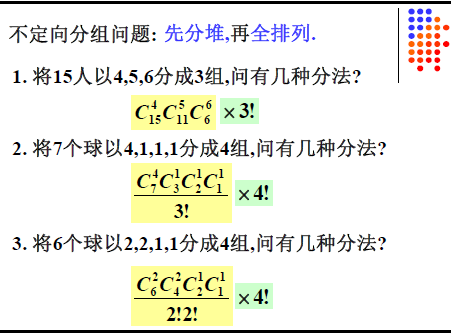 不定向分组问题: 先分堆,再全排列.
1. 将15人以4,5,6分成3组,问有几种分法?
$C_{15}^{4}C_{11}^{5}C_{6}^{6}$ ×3!
2. 将7个球以4,1,1,1分成4组,问有几种分法?
$\frac{C_{7}^{4}C_{3}^{1}C_{2}^{1}C_{1}^{1}}{3!}$ ×4!
3. 将6个球以2,2,1,1分成4组,问有几种分法?
$\frac{C_{6}^{2}C_{4}^{2}C_{2}^{1}C_{1}^{1}}{2!2!}$ ×4!